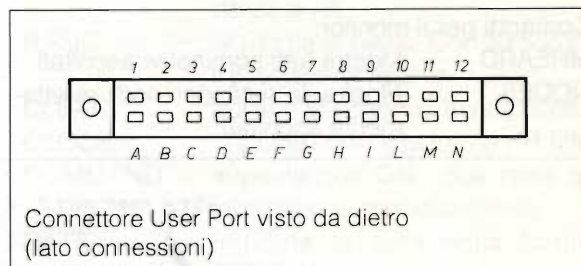 1 2 3 4 5 6 7 8 9 10 11 12
A B C D E F G H I L M N
Connettore User Port visto da dietro
(lato connessioni)